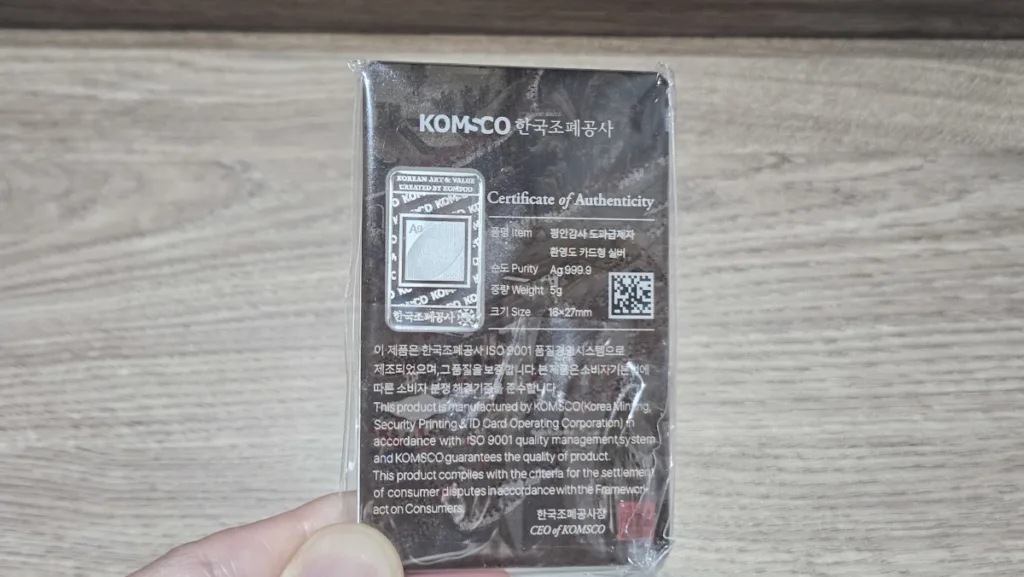 KOMSCO 한국조폐공사
KOREAN ART & VALUE
CREATED BY KOMSCO
Ag
한국조폐공사
Certificate of Authenticity
품명 Item 평안감사 도과급제자
환영도 카드형 실버
순도 Purity Ag 999.9
중량 Weight 5g
크기 Size 16×27mm
이 제품은 한국조폐공사 ISO 9001 품질경영시스템으로
제조되었으며, 그 품질을 보증합니다. 본 제품은 소비자기본법에
따른 소비자 분쟁 해결기준을 준수합니다.
This product is manufactured by KOMSCO(Korea Minting,
Security Printing & ID Card Operating Corporation) in
accordance with ISO 9001 quality management system
and KOMSCO guarantees the quality of product.
This product complies with the criteria for the settlement
of consumer disputes in accordance with the Framework
act on Consumers.
한국조폐공사장
CEO of KOMSCO